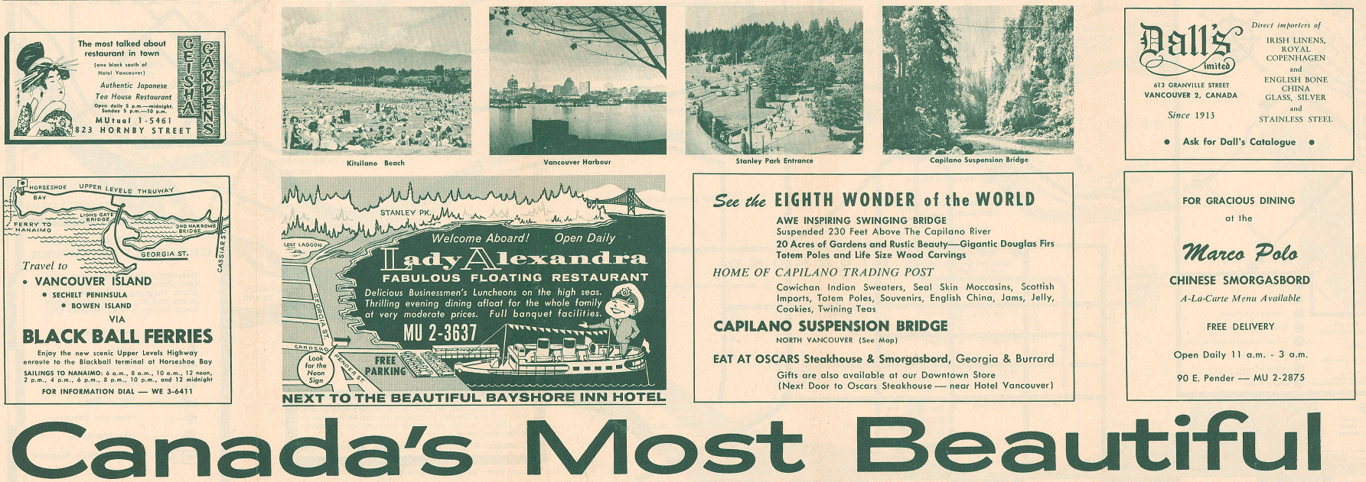 The most talked about
restaurant in town
(one block south of
Hotel Vancouver)
Authentic Japanese
Tea House Restaurant
Open daily 5 p.m.—midnight.
Sunday 5 p.m.—10 p.m.
MUtual 1-5461
823 HORNBY STREET
GEISHA
GARDENS
Kitsilano Beach
Vancouver Harbour
Stanley Park Entrance
Capilano Suspension Bridge
Dall's
Limited
613 GRANVILLE STREET
VANCOUVER 2, CANADA
Since 1913
Direct importers of
IRISH LINENS,
ROYAL
COPENHAGEN
and
ENGLISH BONE
CHINA
GLASS, SILVER
and
STAINLESS STEEL
• Ask for Dall's Catalogue •
HORSESHOE
BAY
UPPER LEVELS THRUWAY
LIONS GATE
BRIDGE
FERRY TO
NANAIMO
2ND NARROWS
BRIDGE
GEORGIA ST.
CASSIAR ST.
Travel to
• VANCOUVER ISLAND
• SECHELT PENINSULA
• BOWEN ISLAND
VIA
BLACK BALL FERRIES
Enjoy the new scenic Upper Levels Highway
enroute to the Blackball terminal at Horseshoe Bay
SAILINGS TO NANAIMO: 6 a.m., 8 a.m., 10 a.m., 12 noon,
2 p.m., 4 p.m., 6 p.m., 8 p.m., 10 p.m., and 12 midnight
FOR INFORMATION DIAL — WE 3-6411
STANLEY PK.
LOST LAGOON
Welcome Aboard! Open Daily
Lady Alexandra
FABULOUS FLOATING RESTAURANT
Delicious Businessmen's Luncheons on the high seas.
Thrilling evening dining afloat for the whole family
at very moderate prices. Full banquet facilities.
MU 2-3637
GEORGIA ST.
CARDERO
PENDER ST.
Look
for the
Neon
Sign
FREE
PARKING
NEXT TO THE BEAUTIFUL BAYSHORE INN HOTEL
See the EIGHTH WONDER of the WORLD
AWE INSPIRING SWINGING BRIDGE
Suspended 230 Feet Above The Capilano River
20 Acres of Gardens and Rustic Beauty—Gigantic Douglas Firs
Totem Poles and Life Size Wood Carvings
HOME OF CAPILANO TRADING POST
Cowichan Indian Sweaters, Seal Skin Moccasins, Scottish
Imports, Totem Poles, Souvenirs, English China, Jams, Jelly,
Cookies, Twining Teas
CAPILANO SUSPENSION BRIDGE
NORTH VANCOUVER (See Map)
EAT AT OSCARS Steakhouse & Smorgasbord, Georgia & Burrard
Gifts are also available at our Downtown Store
(Next Door to Oscars Steakhouse — near Hotel Vancouver)
FOR GRACIOUS DINING
at the
Marco Polo
CHINESE SMORGASBORD
A-La-Carte Menu Available
FREE DELIVERY
Open Daily 11 a.m. - 3 a.m.
90 E. Pender — MU 2-2875
Canada's Most Beautiful